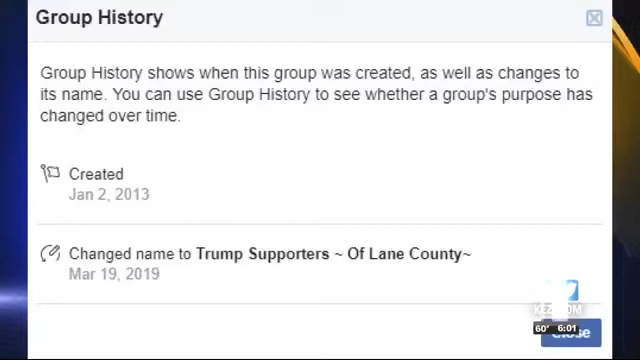 Group History
Group History shows when this group was created, as well as changes to
its name. You can use Group History to see whether a group's purpose has
changed over time.
Created
Jan 2, 2013
Changed name to Trump Supporters ~ Of Lane County~
Mar 19, 2019
60° 6:01